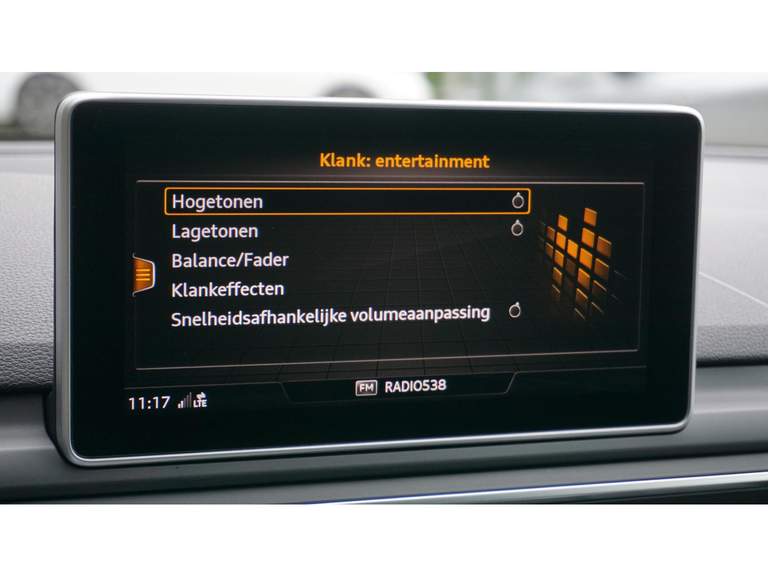 Klank: entertainment
Hogetonen
Lagetonen
Balance/Fader
Klankeffecten
Snelheidsafhankelijke volumeaanpassing
FM RADIO538
11:17 LTE